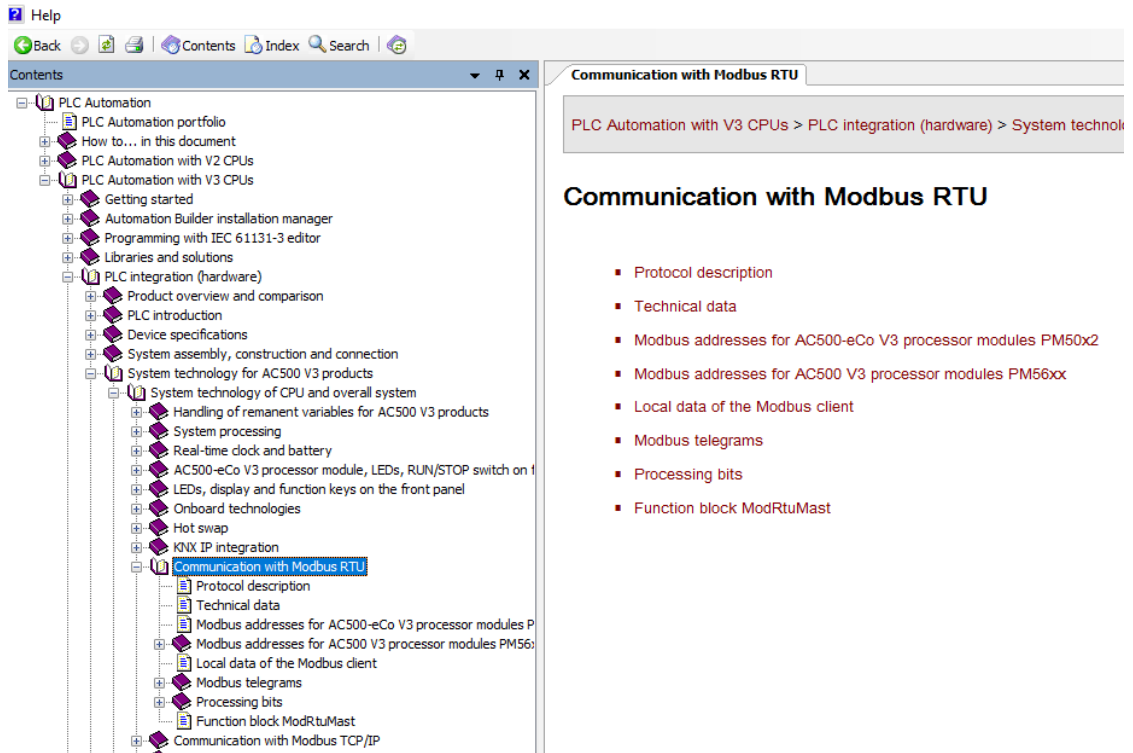 Help
Back Contents Index Search
Contents
PLC Automation
PLC Automation portfolio
How to... in this document
PLC Automation with V2 CPUs
PLC Automation with V3 CPUs
Getting started
Automation Builder installation manager
Programming with IEC 61131-3 editor
Libraries and solutions
PLC integration (hardware)
Product overview and comparison
PLC introduction
Device specifications
System assembly, construction and connection
System technology for AC500 V3 products
System technology of CPU and overall system
Handling of remanent variables for AC500 V3 products
System processing
Real-time clock and battery
AC500-eCo V3 processor module, LEDs, RUN/STOP switch on f
LEDs, display and function keys on the front panel
Onboard technologies
Hot swap
KNX IP integration
Communication with Modbus RTU
Protocol description
Technical data
Modbus addresses for AC500-eCo V3 processor modules P
Modbus addresses for AC500 V3 processor modules PM56x
Local data of the Modbus client
Modbus telegrams
Processing bits
Function block ModRtuMast
Communication with Modbus TCP/IP
Communication with Modbus RTU
PLC Automation with V3 CPUs > PLC integration (hardware) > System technolo
Communication with Modbus RTU
Protocol description
Technical data
Modbus addresses for AC500-eCo V3 processor modules PM50x2
Modbus addresses for AC500 V3 processor modules PM56xx
Local data of the Modbus client
Modbus telegrams
Processing bits
Function block ModRtuMast